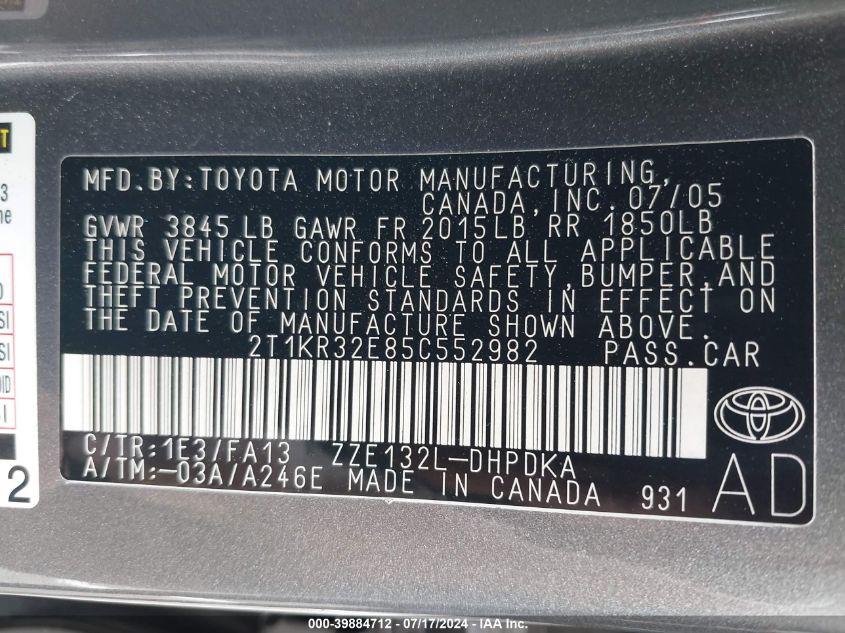 MFD.BY:TOYOTA MOTOR MANUFACTURING,
CANADA,INC. 07/05
GVWR 3845 LB GAWR FR 2015LB RR 1850LB
THIS VEHICLE CONFORMS TO ALL APPLICABLE
FEDERAL MOTOR VEHICLE SAFETY,BUMPER,AND
THEFT PREVENTION STANDARDS IN EFFECT ON
THE DATE OF MANUFACTURE SHOWN ABOVE.
2T1KR32E85C552982 PASS.CAR
C/TR:1E3/FA13 ZZE132L-DHPDKA
A/TM:-03A/A246E MADE IN CANADA 931
AD
2
000-39884712 - 07/17/2024 - IAAI - Inc.